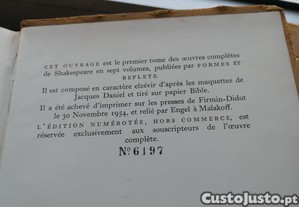 CET OUVRAGE est le premier tome des œuvres complètes
de Shakespeare en sept volumes, publiées par FORMES ET
REFLETS.
Il est composé en caractère elzévir d'après les maquettes de
Jacques Daniel et tiré sur papier Bible.
Il a été achevé d'imprimer sur les presses de Firmin-Didot
le 30 Novembre 1954, et relié par Engel à Malakoff.
L'ÉDITION NUMÉROTÉE, HORS COMMERCE, est
réservée exclusivement aux souscripteurs de l'œuvre
complète.
Nº 6197
CustoJusto.pt